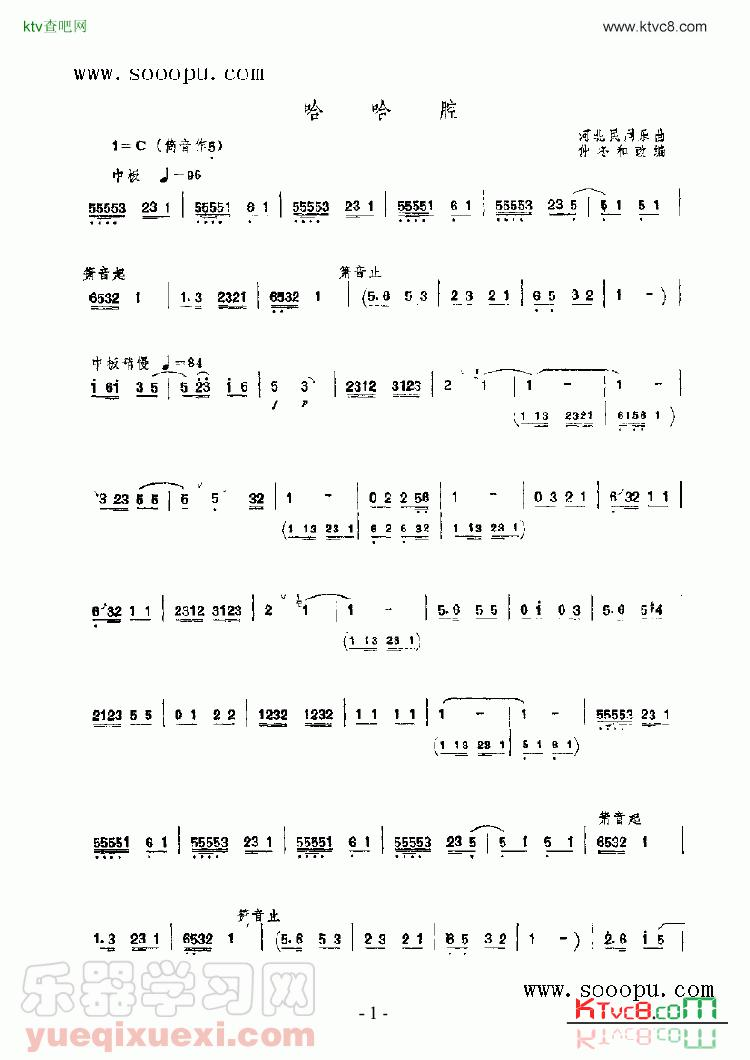 ktv查吧网
www.ktvc8.com
www.sooopu.com
哈 哈 腔
1=C (筒音作5)
河北民间乐曲
仲冬和改编
中板 ♩=96
55553 23 1 | 55551 6 1 | 55553 23 1 | 55551 6 1 | 55553 23 5 | 5 1 5 1 |
箫音起
箫音止
6532 1 | 1.3 2321 | 6532 1 | (5.6 5 3 | 2 3 2 1 | 6 5 3 2 | 1 - ) |
中板稍慢 ♩=84
i 6i 3 5 | 5 23 i 6 | 5 3 | 2312 3123 | 2 1 | 1 - | 1 - |
(1 13 2321 | 6156 1 )
3 23 5 5 | 5 5 32 | 1 - | 0 2 2 56 | 1 - | 0 3 2 1 | 6 32 1 1 |
(1 13 23 1 | 6 2 6 32 | 1 13 23 1 )
6 32 1 1 | 2312 3123 | 2 1 | 1 - | 5.6 5 5 | 0 i 0 3 | 5.6 5 #4 |
(1 13 23 1 )
2123 5 5 | 0 1 2 2 | 1232 1232 | 1 1 1 1 | 1 - | 1 - | 55553 23 1 |
(1 13 23 1 | 5 1 6 1 )
箫音起
55551 6 1 | 55553 23 1 | 55551 6 1 | 55553 23 5 | 5 1 5 1 | 6532 1 |
箫音止
1.3 23 1 | 6532 1 | (5.6 5 3 | 2 3 2 1 | 6 5 3 2 | 1 - ) | 2.6 i 5 |
乐器学习网
yueqixuexi.com
- 1 -
www.sooopu.com
KTvc8.com